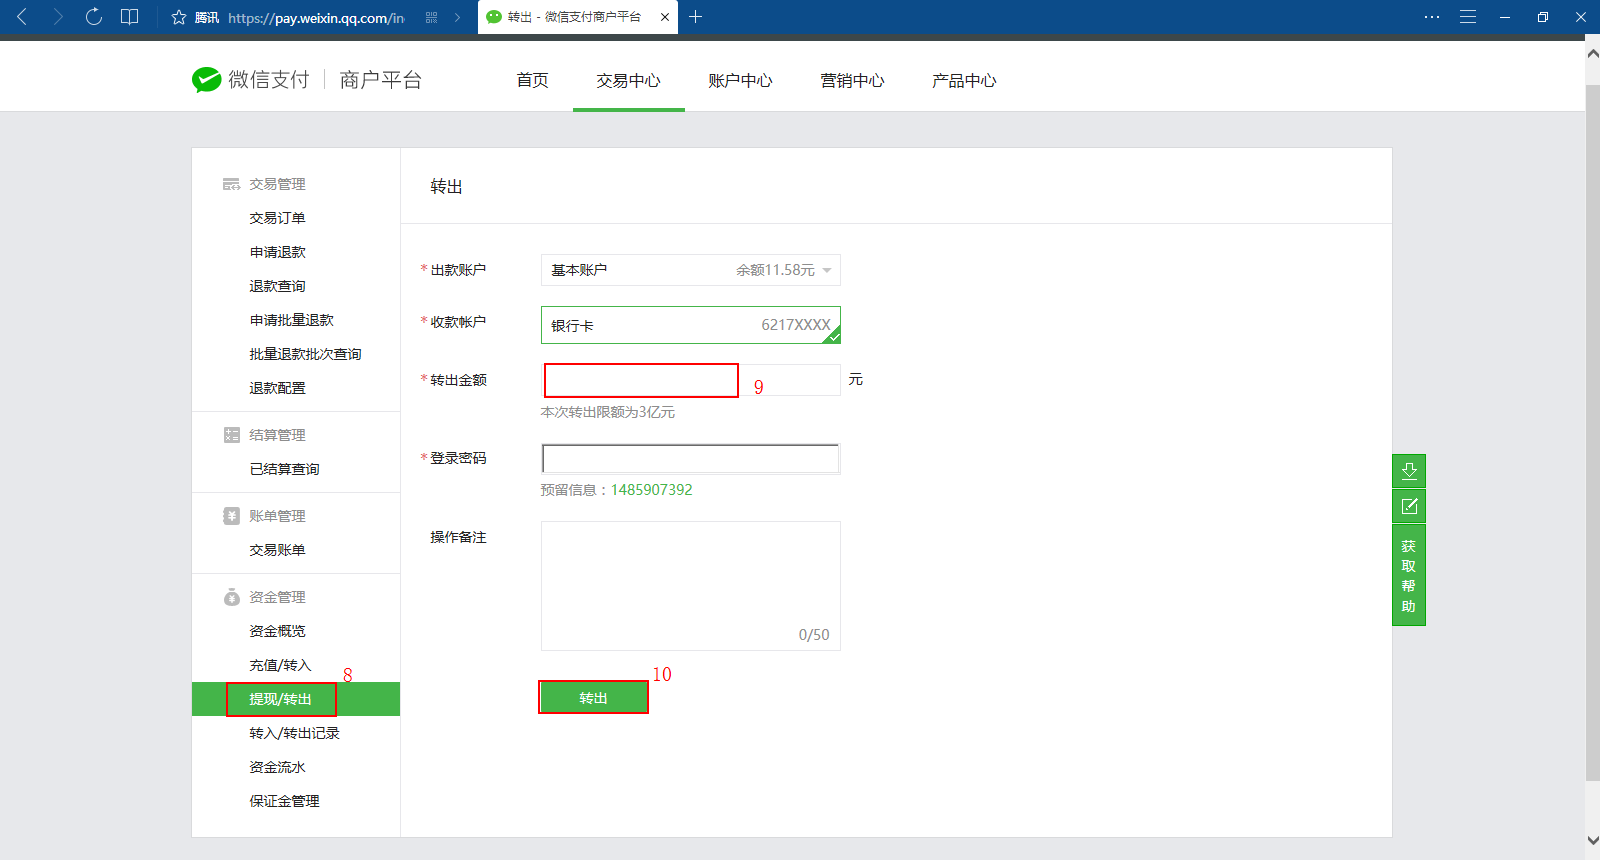 腾讯 https://pay.weixin.qq.com/in 转出 - 微信支付商户平台
微信支付 商户平台 首页 交易中心 账户中心 营销中心 产品中心
交易管理
交易订单
申请退款
退款查询
申请批量退款
批量退款批次查询
退款配置
结算管理
已结算查询
账单管理
交易账单
资金管理
资金概览
充值/转入
8
提现/转出
转入/转出记录
资金流水
保证金管理
转出
*出款账户 基本账户 余额11.58元
*收款帐户 银行卡 6217XXXX
*转出金额 9 元
本次转出限额为3亿元
*登录密码
预留信息：1485907392
操作备注
0/50
10
转出
获
取
帮
助